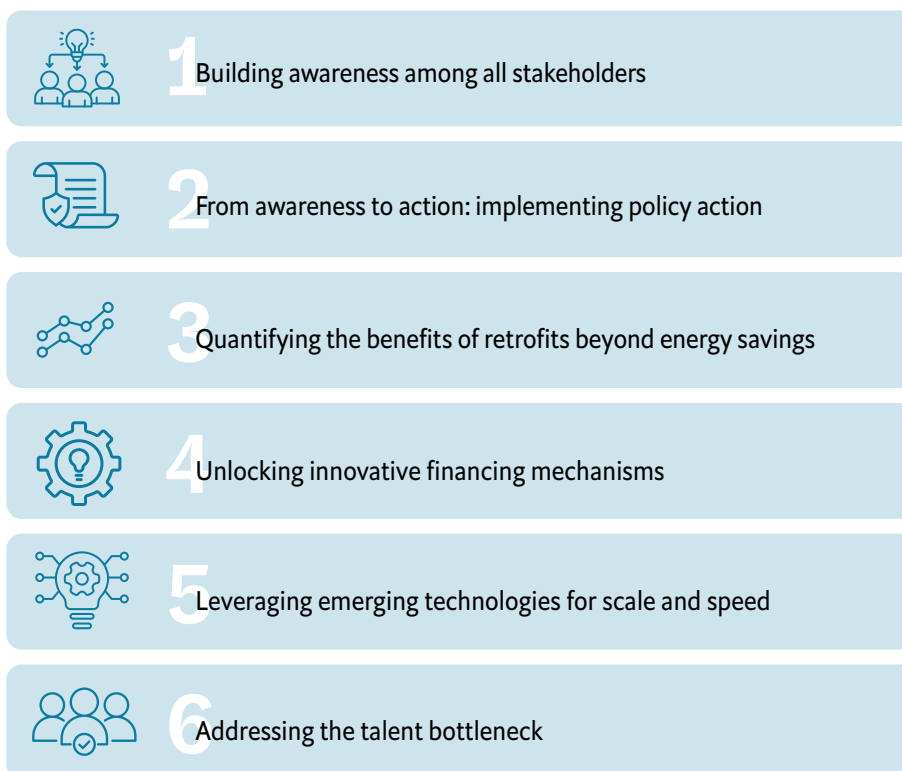 1 Building awareness among all stakeholders
2 From awareness to action: implementing policy action
3 Quantifying the benefits of retrofits beyond energy savings
4 Unlocking innovative financing mechanisms
5 Leveraging emerging technologies for scale and speed
6 Addressing the talent bottleneck